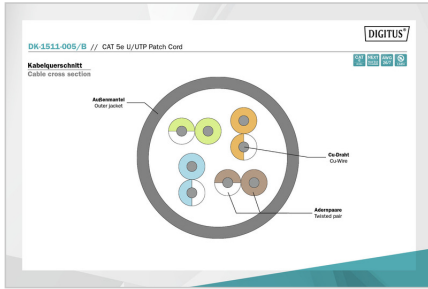 DIGITUS®
DK-1511-005/B // CAT 5e U/UTP Patch Cord
Kabelquerschnitt
Cable cross section
Außenmantel
Outer jacket
Cu-Draht
Cu-Wire
Adernpaare
Twisted pair